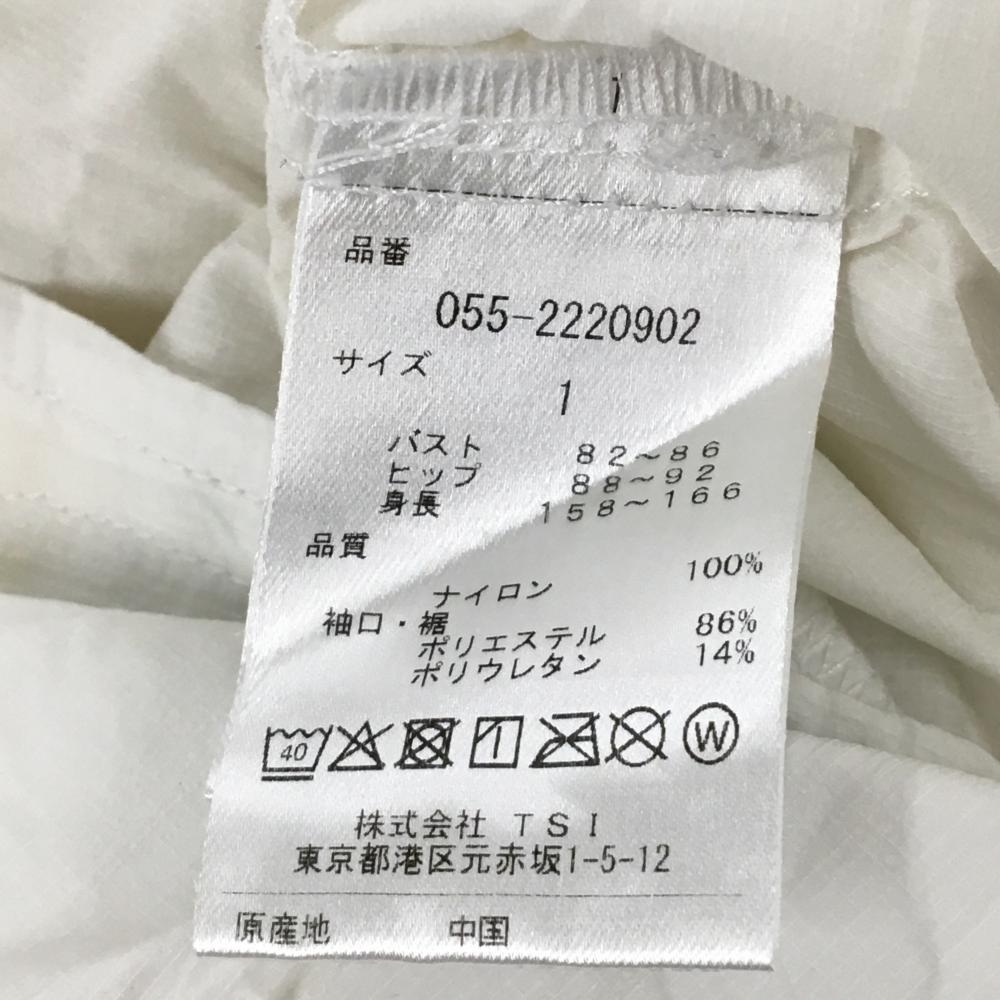 品番
055-2220902
サイズ
1
バスト 82~86
ヒップ 88~92
身長 158~166
品質
ナイロン 100%
袖口・裾
ポリエステル 86%
ポリウレタン 14%
40 W
株式会社 TSI
東京都港区元赤坂1-5-12
原産地 中国